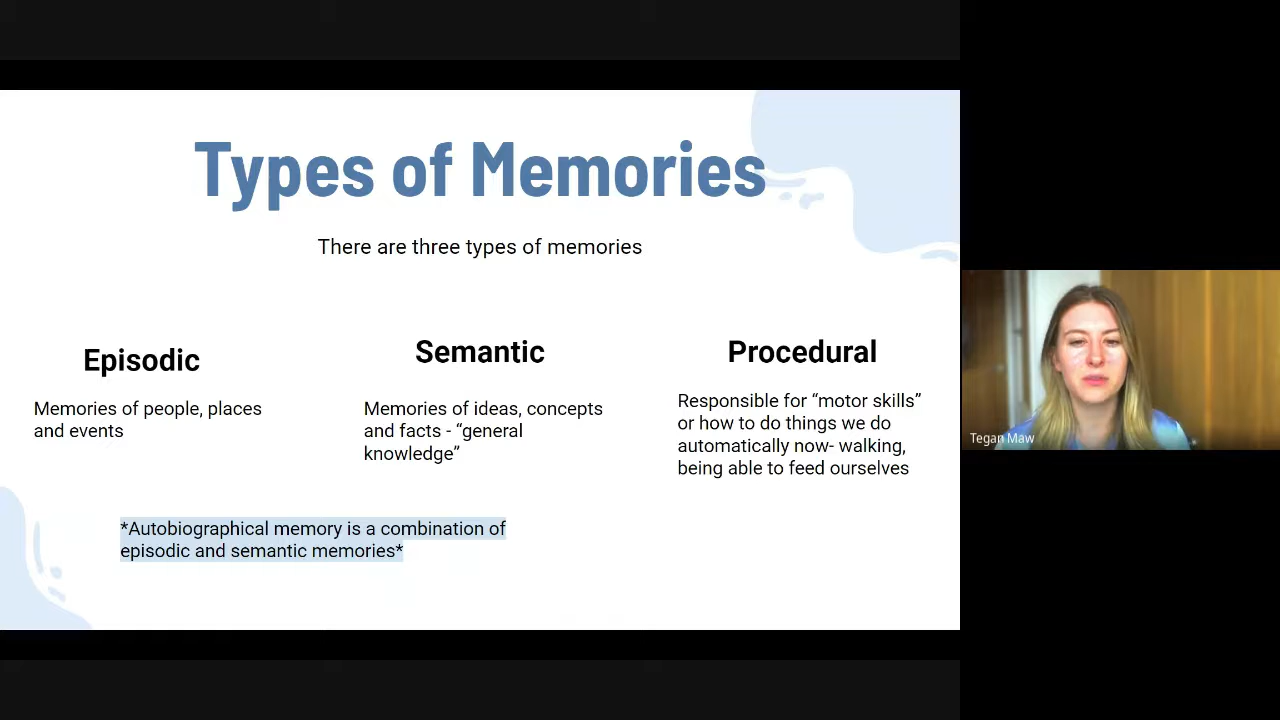 Types of Memories
There are three types of memories
Episodic
Memories of people, places
and events
Semantic
Memories of ideas, concepts
and facts - “general
knowledge”
Procedural
Responsible for “motor skills”
or how to do things we do
automatically now- walking,
being able to feed ourselves
*Autobiographical memory is a combination of
episodic and semantic memories*
Tegan Maw